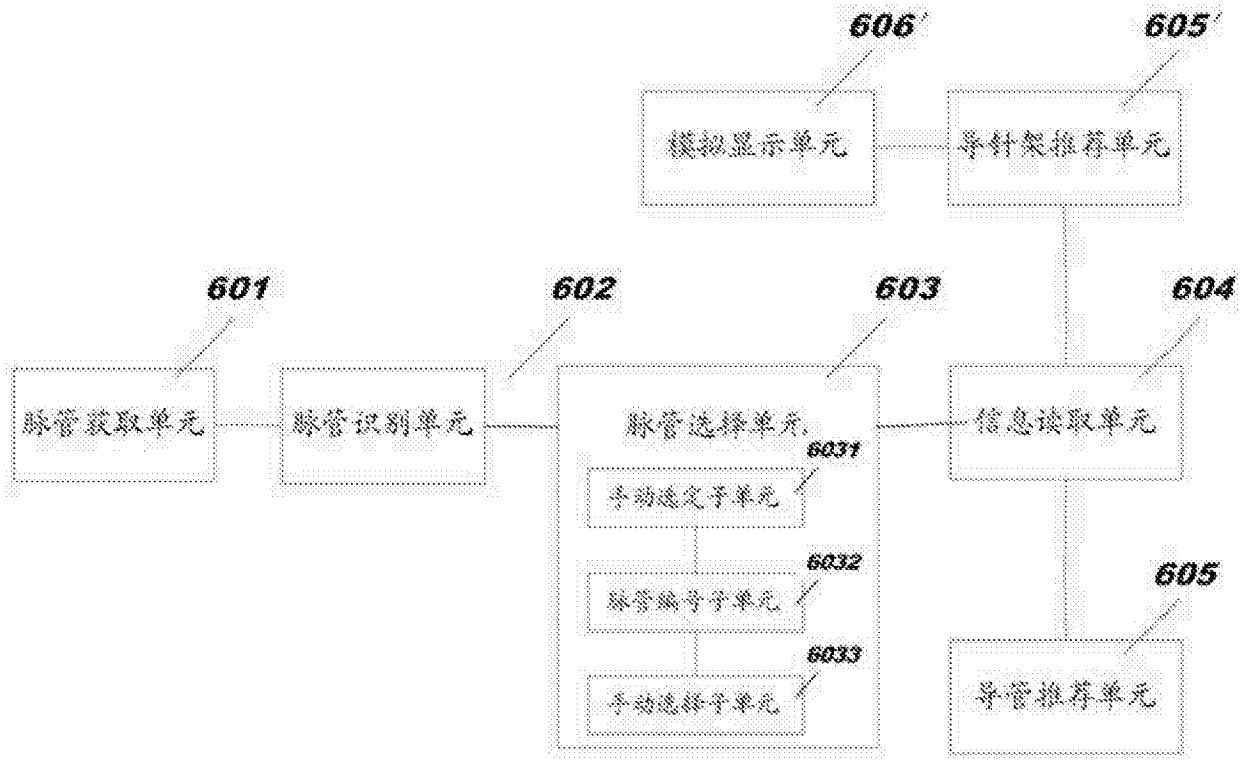 606'
605'
模拟显示单元
导针架推荐单元
601
602
603
604
脉管获取单元
脉管识别单元
脉管选择单元
信息读取单元
6031
手动选定子单元
6032
脉管编号子单元
605
6033
手动选择子单元
导管推荐单元